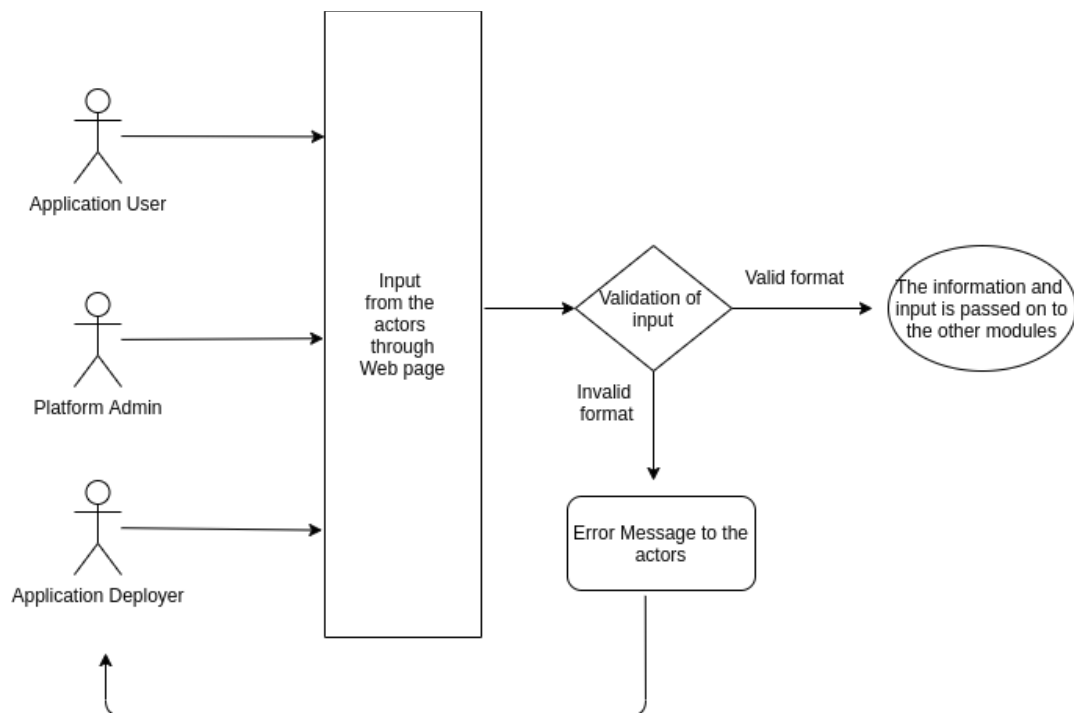 Application User
Platform Admin
Application Deployer
Input
from the
actors
through
Web page
Validation of
input
Valid format
The information and
input is passed on to
the other modules
Invalid
format
Error Message to the
actors